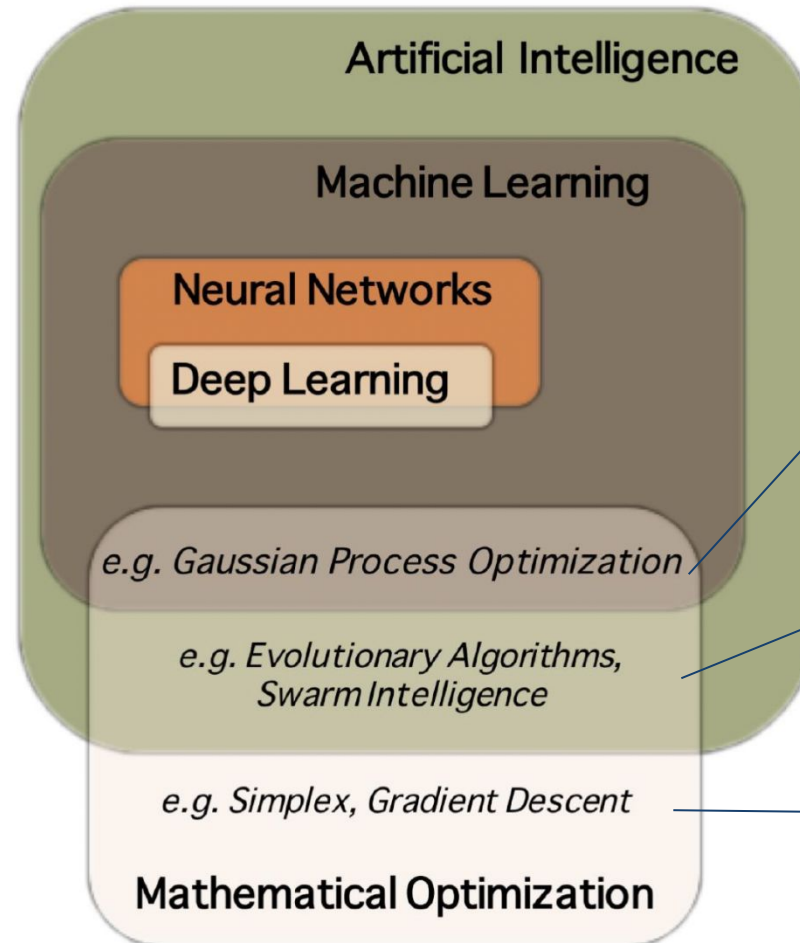 Artificial Intelligence
Machine Learning
Neural Networks
Deep Learning
e.g. Gaussian Process Optimization
e.g. Evolutionary Algorithms,
Swarm Intelligence
e.g. Simplex, Gradient Descent
Mathematical Optimization